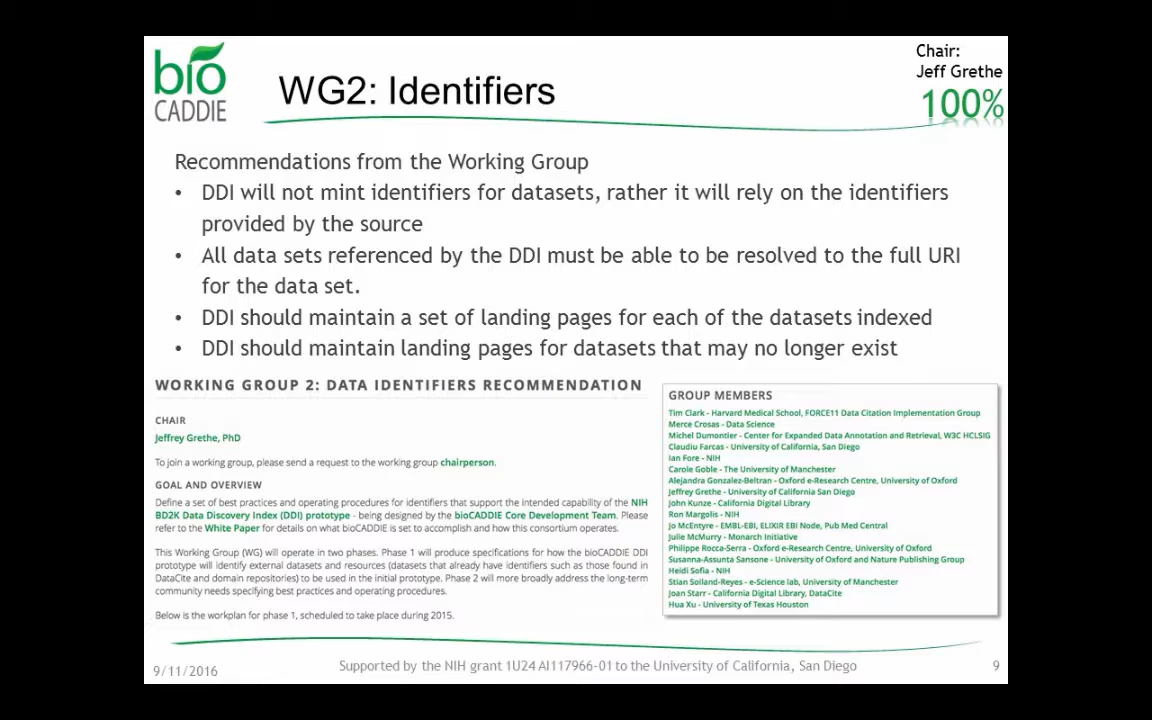 bio
CADDIE
WG2: Identifiers
Chair:
Jeff Grethe
100%
Recommendations from the Working Group
• DDI will not mint identifiers for datasets, rather it will rely on the identifiers
provided by the source
• All data sets referenced by the DDI must be able to be resolved to the full URI
for the data set.
• DDI should maintain a set of landing pages for each of the datasets indexed
• DDI should maintain landing pages for datasets that may no longer exist
WORKING GROUP 2: DATA IDENTIFIERS RECOMMENDATION
CHAIR
Jeffrey Grethe, PhD
To join a working group, please send a request to the working group chairperson.
GOAL AND OVERVIEW
Define a set of best practices and operating procedures for identifiers that support the intended capability of the NIH
BD2K Data Discovery Index (DDI) prototype - being designed by the bioCADDIE Core Development Team. Please
refer to the White Paper for details on what bioCADDIE is set to accomplish and how this consortium operates.
This Working Group (WG) will operate in two phases. Phase 1 will produce specifications for how the bioCADDIE DDI
prototype will identify external datasets and resources (datasets that already have identifiers such as those found in
DataCite and domain repositories) to be used in the initial prototype. Phase 2 will more broadly address the long-term
community needs specifying best practices and operating procedures.
Below is the workplan for phase 1, scheduled to take place during 2015.
GROUP MEMBERS
Tim Clark - Harvard Medical School, FORCE11 Data Citation Implementation Group
Merce Crosas - Data Science
Michel Dumontier - Center for Expanded Data Annotation and Retrieval, W3C HCLSIG
Claudiu Farcas - University of California, San Diego
Ian Fore - NIH
Carole Goble - The University of Manchester
Alejandra Gonzalez-Beltran - Oxford e-Research Centre, University of Oxford
Jeffrey Grethe - University of California San Diego
John Kunze - California Digital Library
Ron Margolis - NIH
Jo McEntyre - EMBL-EBI, ELIXIR EBI Node, Pub Med Central
Julie McMurry - Monarch Initiative
Philippe Rocca-Serra - Oxford e-Research Centre, University of Oxford
Susanna-Assunta Sansone - University of Oxford and Nature Publishing Group
Heidi Sofia - NIH
Stian Soiland-Reyes - e-Science lab, University of Manchester
Joan Starr - California Digital Library, DataCite
Hua Xu - University of Texas Houston
9/11/2016
Supported by the NIH grant 1U24 AI117966-01 to the University of California, San Diego
9